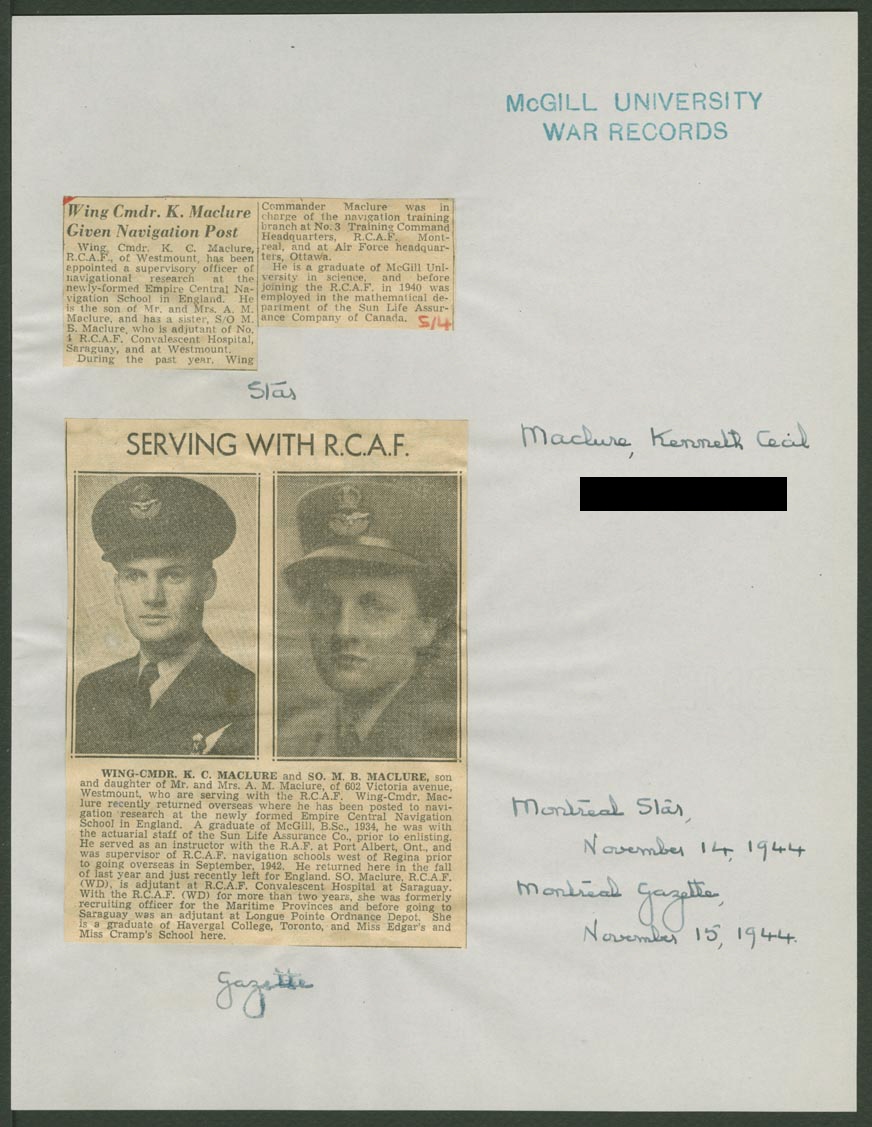 McGILL UNIVERSITY
WAR RECORDS
Wing Cmdr. K. Maclure
Given Navigation Post
Wing Cmdr. K. C. Maclure,
R.C.A.F., of Westmount, has been
appointed a supervisory officer of
navigational research at the
newly-formed Empire Central Na-
vigation School in England. He
is the son of Mr. and Mrs. A. M.
Maclure, and has a sister, S/O M.
B. Maclure, who is adjutant of No.
4 R.C.A.F. Convalescent Hospital,
Saraguay, and at Westmount.
During the past year, Wing
Commander Maclure was in
charge of the navigation training
branch at No. 3 Training Command
Headquarters, R.C.A.F., Mont-
real, and at Air Force headquar-
ters, Ottawa.
He is a graduate of McGill Uni-
versity in science, and before
joining the R.C.A.F. in 1940 was
employed in the mathematical de-
partment of the Sun Life Assur-
ance Company of Canada. S/4
Star
SERVING WITH R.C.A.F.
WING-CMDR. K. C. MACLURE and SO. M. B. MACLURE, son
and daughter of Mr. and Mrs. A. M. Maclure, of 602 Victoria avenue,
Westmount, who are serving with the R.C.A.F. Wing-Cmdr. Mac-
lure recently returned overseas where he has been posted to navi-
gation research at the newly formed Empire Central Navigation
School in England. A graduate of McGill, B.Sc., 1934, he was with
the actuarial staff of the Sun Life Assurance Co., prior to enlisting.
He served as an instructor with the R.A.F. at Port Albert, Ont., and
was supervisor of R.C.A.F. navigation schools west of Regina prior
to going overseas in September, 1942. He returned here in the fall
of last year and just recently left for England. SO. Maclure, R.C.A.F.
(WD), is adjutant at R.C.A.F. Convalescent Hospital at Saraguay.
With the R.C.A.F. (WD) for more than two years, she was formerly
recruiting officer for the Maritime Provinces and before going to
Saraguay was an adjutant at Longue Pointe Ordnance Depot. She
is a graduate of Havergal College, Toronto, and Miss Edgar's and
Miss Cramp's School here.
Gazette
Maclure, Kenneth Cecil
Montreal Star,
November 14, 1944
Montreal Gazette,
November 15, 1944.